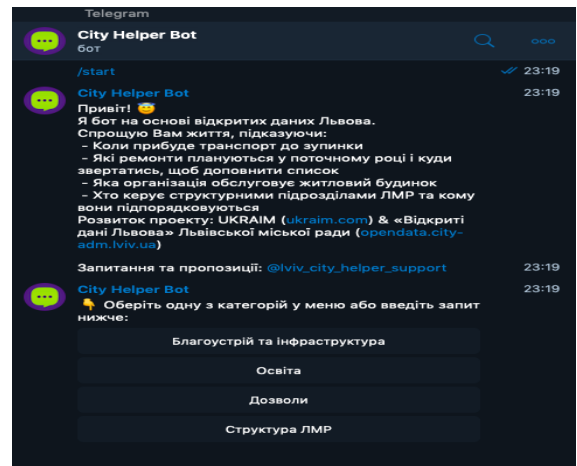 Telegram
City Helper Bot
бот
/start 23:19
City Helper Bot 23:19
Привіт! 😇
Я бот на основі відкритих даних Львова.
Спрощую Вам життя, підказуючи:
– Коли прибуде транспорт до зупинки
– Які ремонти плануються у поточному році і куди
звертатись, щоб доповнити список
– Яка організація обслуговує житловий будинок
– Хто керує структурними підрозділами ЛМР та кому
вони підпорядковуються
Розвиток проекту: UKRAIM (ukraim.com) & «Відкриті
дані Львова» Львівської міської ради (opendata.city-
adm.lviv.ua)
Запитання та пропозиції: @lviv_city_helper_support 23:19
City Helper Bot 23:19
👇 Оберіть одну з категорій у меню або введіть запит
нижче:
Благоустрій та інфраструктура
Освіта
Дозволи
Структура ЛМР